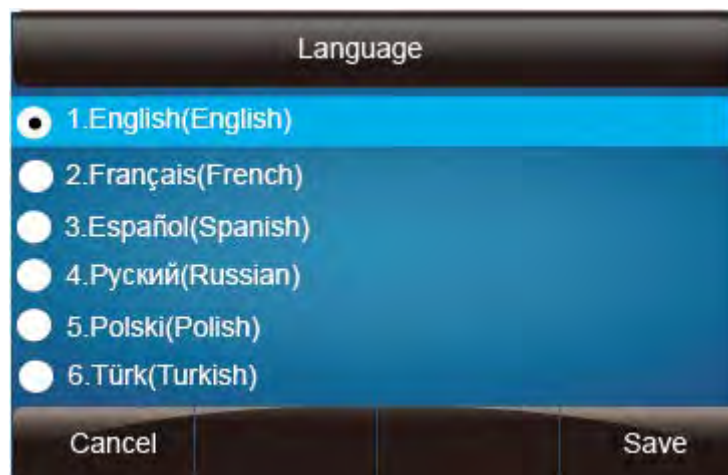 Language
1.English(English)
2.Français(French)
3.Español(Spanish)
4.Руский(Russian)
5.Polski(Polish)
6.Türk(Turkish)
Cancel Save